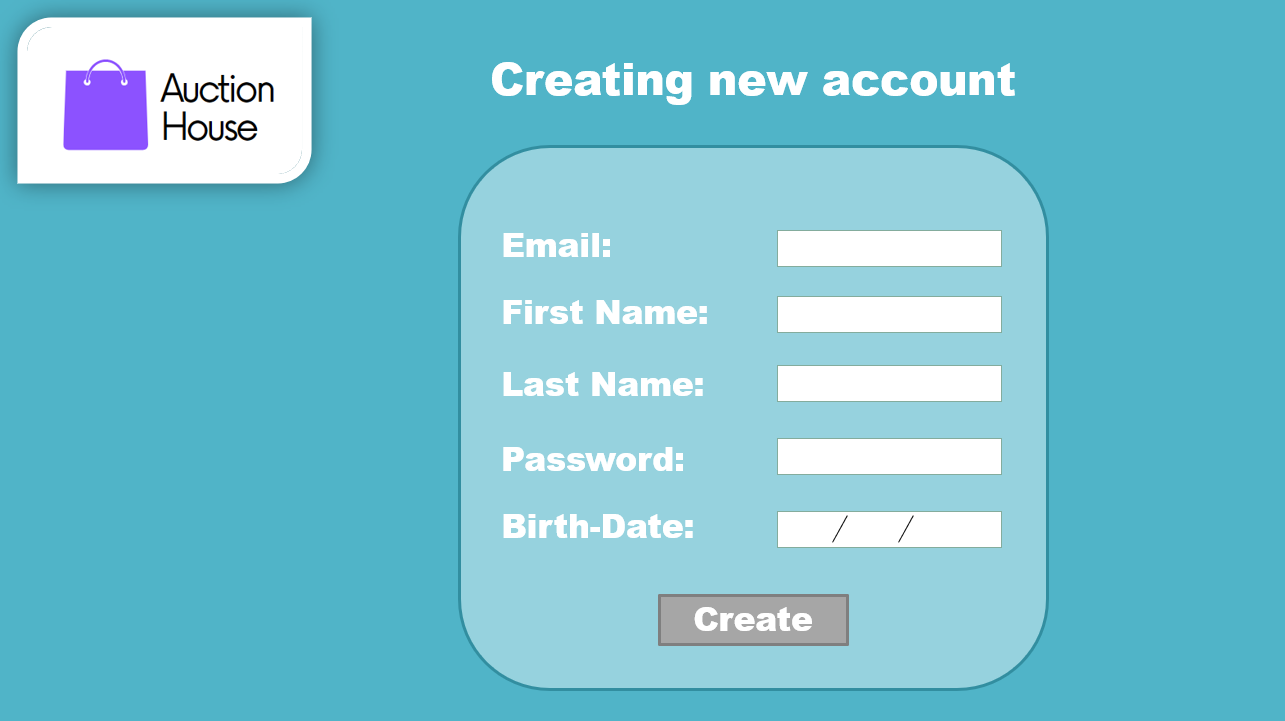 Auction
House
Creating new account
Email:
First Name:
Last Name:
Password:
Birth-Date:
/ /
Create